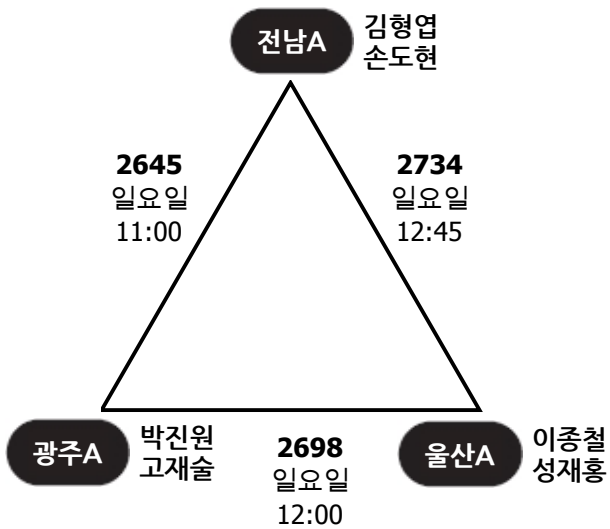 전남A
김형엽
손도현
2645
일요일
11:00
2734
일요일
12:45
광주A
박진원
고재술
2698
일요일
12:00
울산A
이종철
성재홍